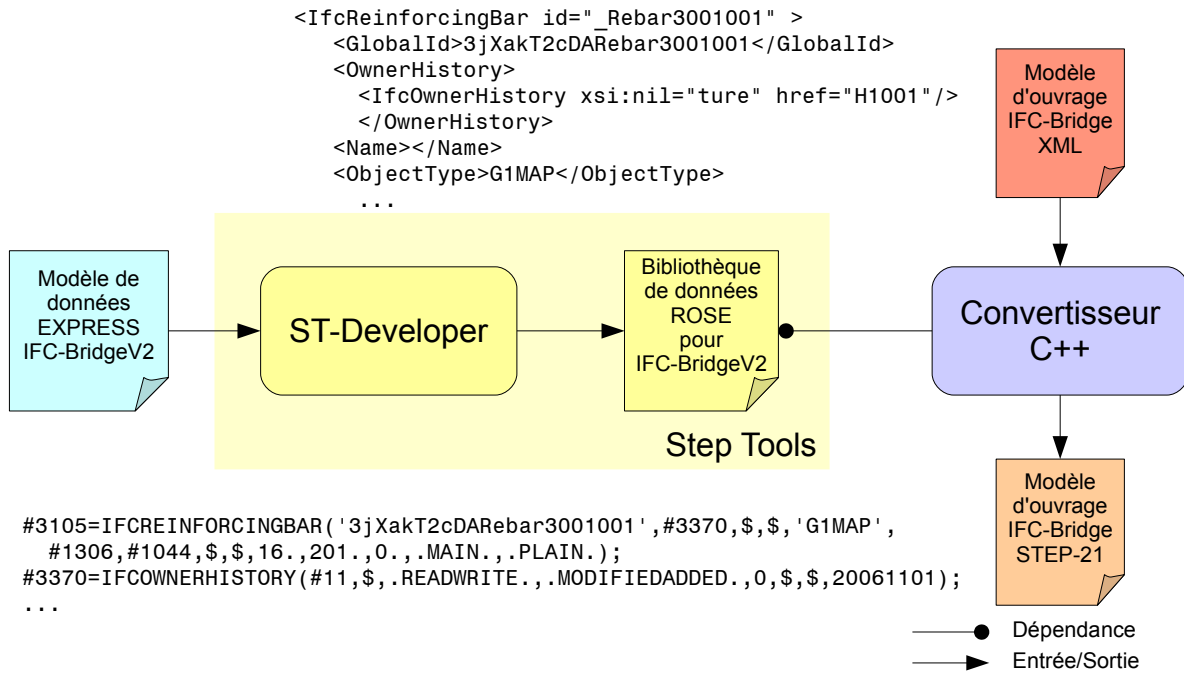 <IfcReinforcingBar id="_Rebar3001001" >
<GlobalId>3jXakT2cDARebar3001001</GlobalId>
<OwnerHistory>
<IfcOwnerHistory xsi:nil="ture" href="H1001"/>
</OwnerHistory>
<Name></Name>
<ObjectType>G1MAP</ObjectType>
...
Modèle
d'ouvrage
IFC-Bridge
XML
Modèle de
données
EXPRESS
IFC-BridgeV2
ST-Developer
Bibliothèque
de données
ROSE
pour
IFC-BridgeV2
Convertisseur
C++
Step Tools
Modèle
d'ouvrage
IFC-Bridge
STEP-21
#3105=IFCREINFORCINGBAR('3jXakT2cDARebar3001001',#3370,$,$,'G1MAP',
#1306,#1044,$,$,16.,201.,0.,.MAIN.,.PLAIN.);
#3370=IFCOWNERHISTORY(#11,$,.READWRITE.,.MODIFIEDADDED.,0,$,$,20061101);
...
Dépendance
Entrée/Sortie